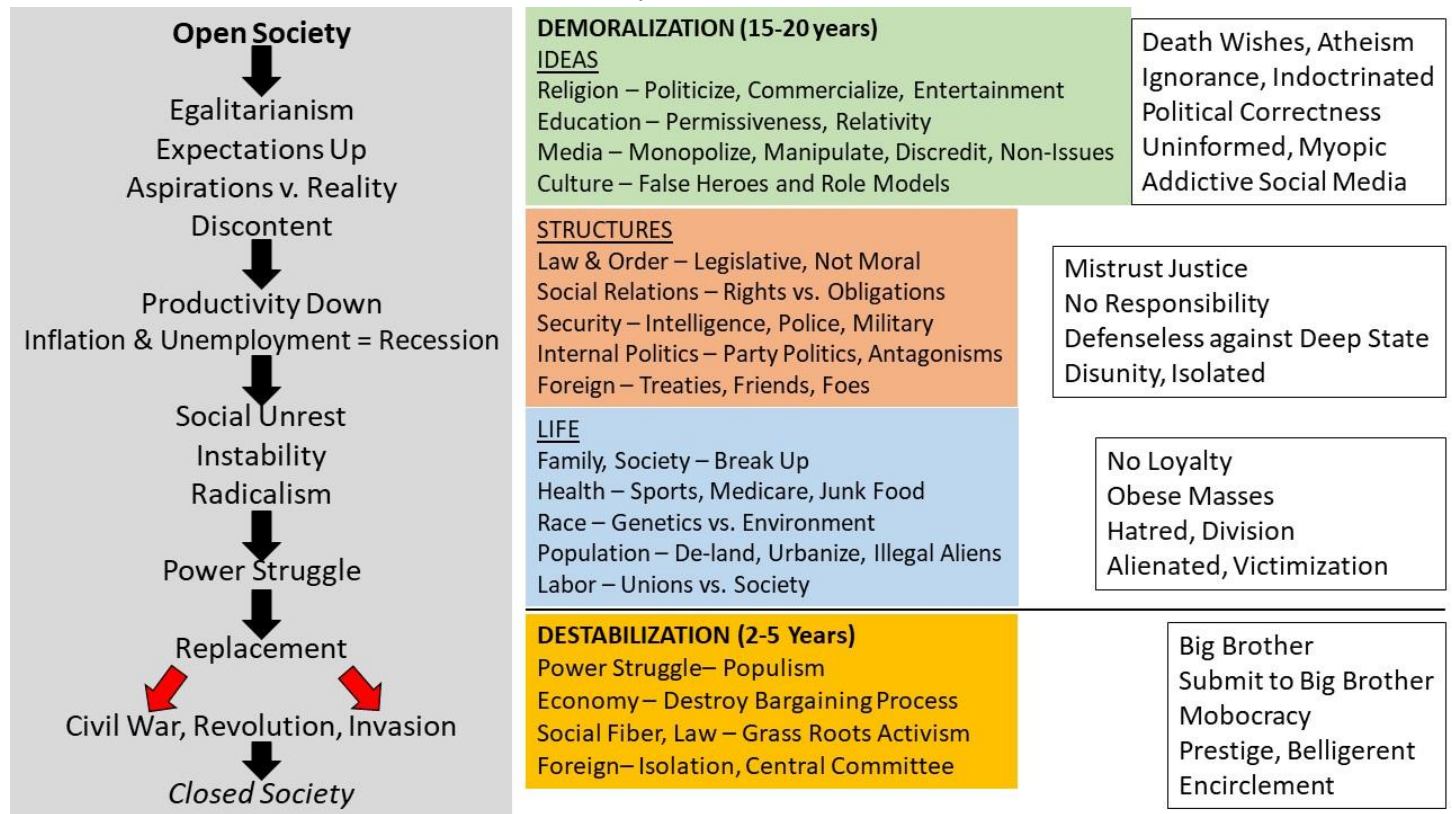 Open Society
Egalitarianism
Expectations Up
Aspirations v. Reality
Discontent
Productivity Down
Inflation & Unemployment = Recession
Social Unrest
Instability
Radicalism
Power Struggle
Replacement
Civil War, Revolution, Invasion
Closed Society
DEMORALIZATION (15-20 years)
IDEAS
Religion – Politicize, Commercialize, Entertainment
Education – Permissiveness, Relativity
Media – Monopolize, Manipulate, Discredit, Non-Issues
Culture – False Heroes and Role Models
Death Wishes, Atheism
Ignorance, Indoctrinated
Political Correctness
Uninformed, Myopic
Addictive Social Media
STRUCTURES
Law & Order – Legislative, Not Moral
Social Relations – Rights vs. Obligations
Security – Intelligence, Police, Military
Internal Politics – Party Politics, Antagonisms
Foreign – Treaties, Friends, Foes
Mistrust Justice
No Responsibility
Defenseless against Deep State
Disunity, Isolated
LIFE
Family, Society – Break Up
Health – Sports, Medicare, Junk Food
Race – Genetics vs. Environment
Population – De-land, Urbanize, Illegal Aliens
Labor – Unions vs. Society
No Loyalty
Obese Masses
Hatred, Division
Alienated, Victimization
DESTABILIZATION (2-5 Years)
Power Struggle– Populism
Economy – Destroy Bargaining Process
Social Fiber, Law – Grass Roots Activism
Foreign– Isolation, Central Committee
Big Brother
Submit to Big Brother
Mobocracy
Prestige, Belligerent
Encirclement